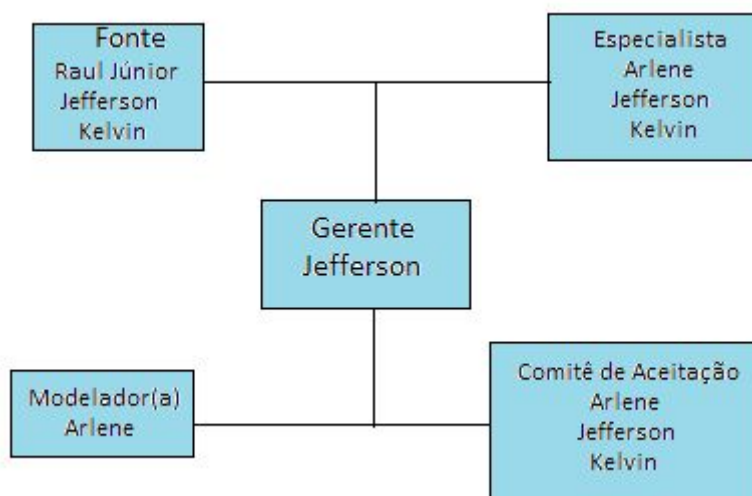 Fonte
Raul Júnior
Jefferson
Kelvin
Especialista
Arlene
Jefferson
Kelvin
Gerente
Jefferson
Modelador(a)
Arlene
Comitê de Aceitação
Arlene
Jefferson
Kelvin